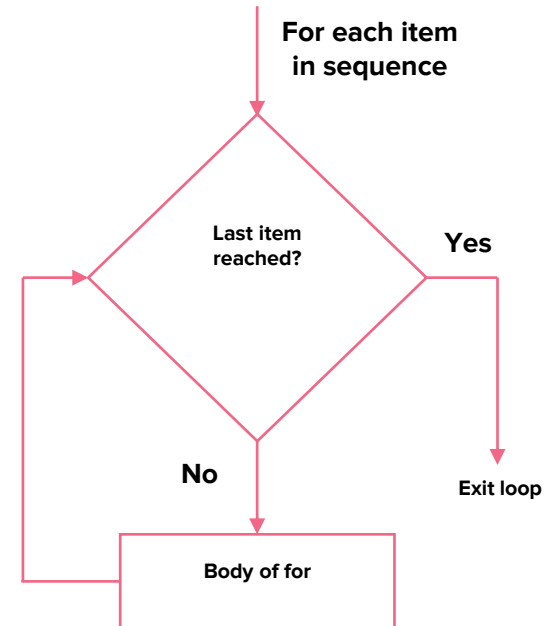 For each item
in sequence
Last item
reached?
Yes
No
Exit loop
Body of for